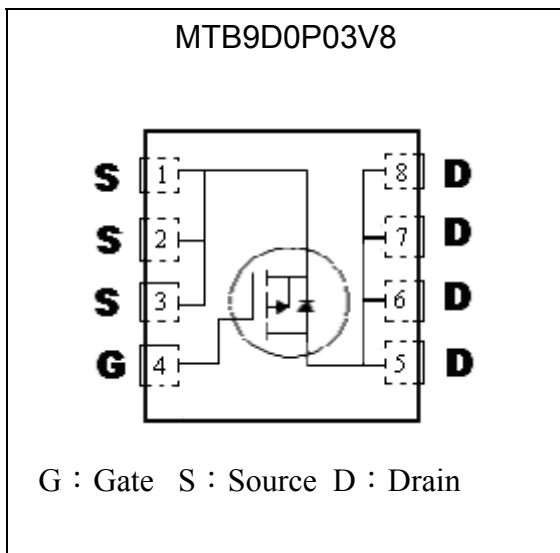 MTB9D0P03V8
S 1 8 D
S 2 7 D
S 3 6 D
G 4 5 D
G：Gate S：Source D：Drain